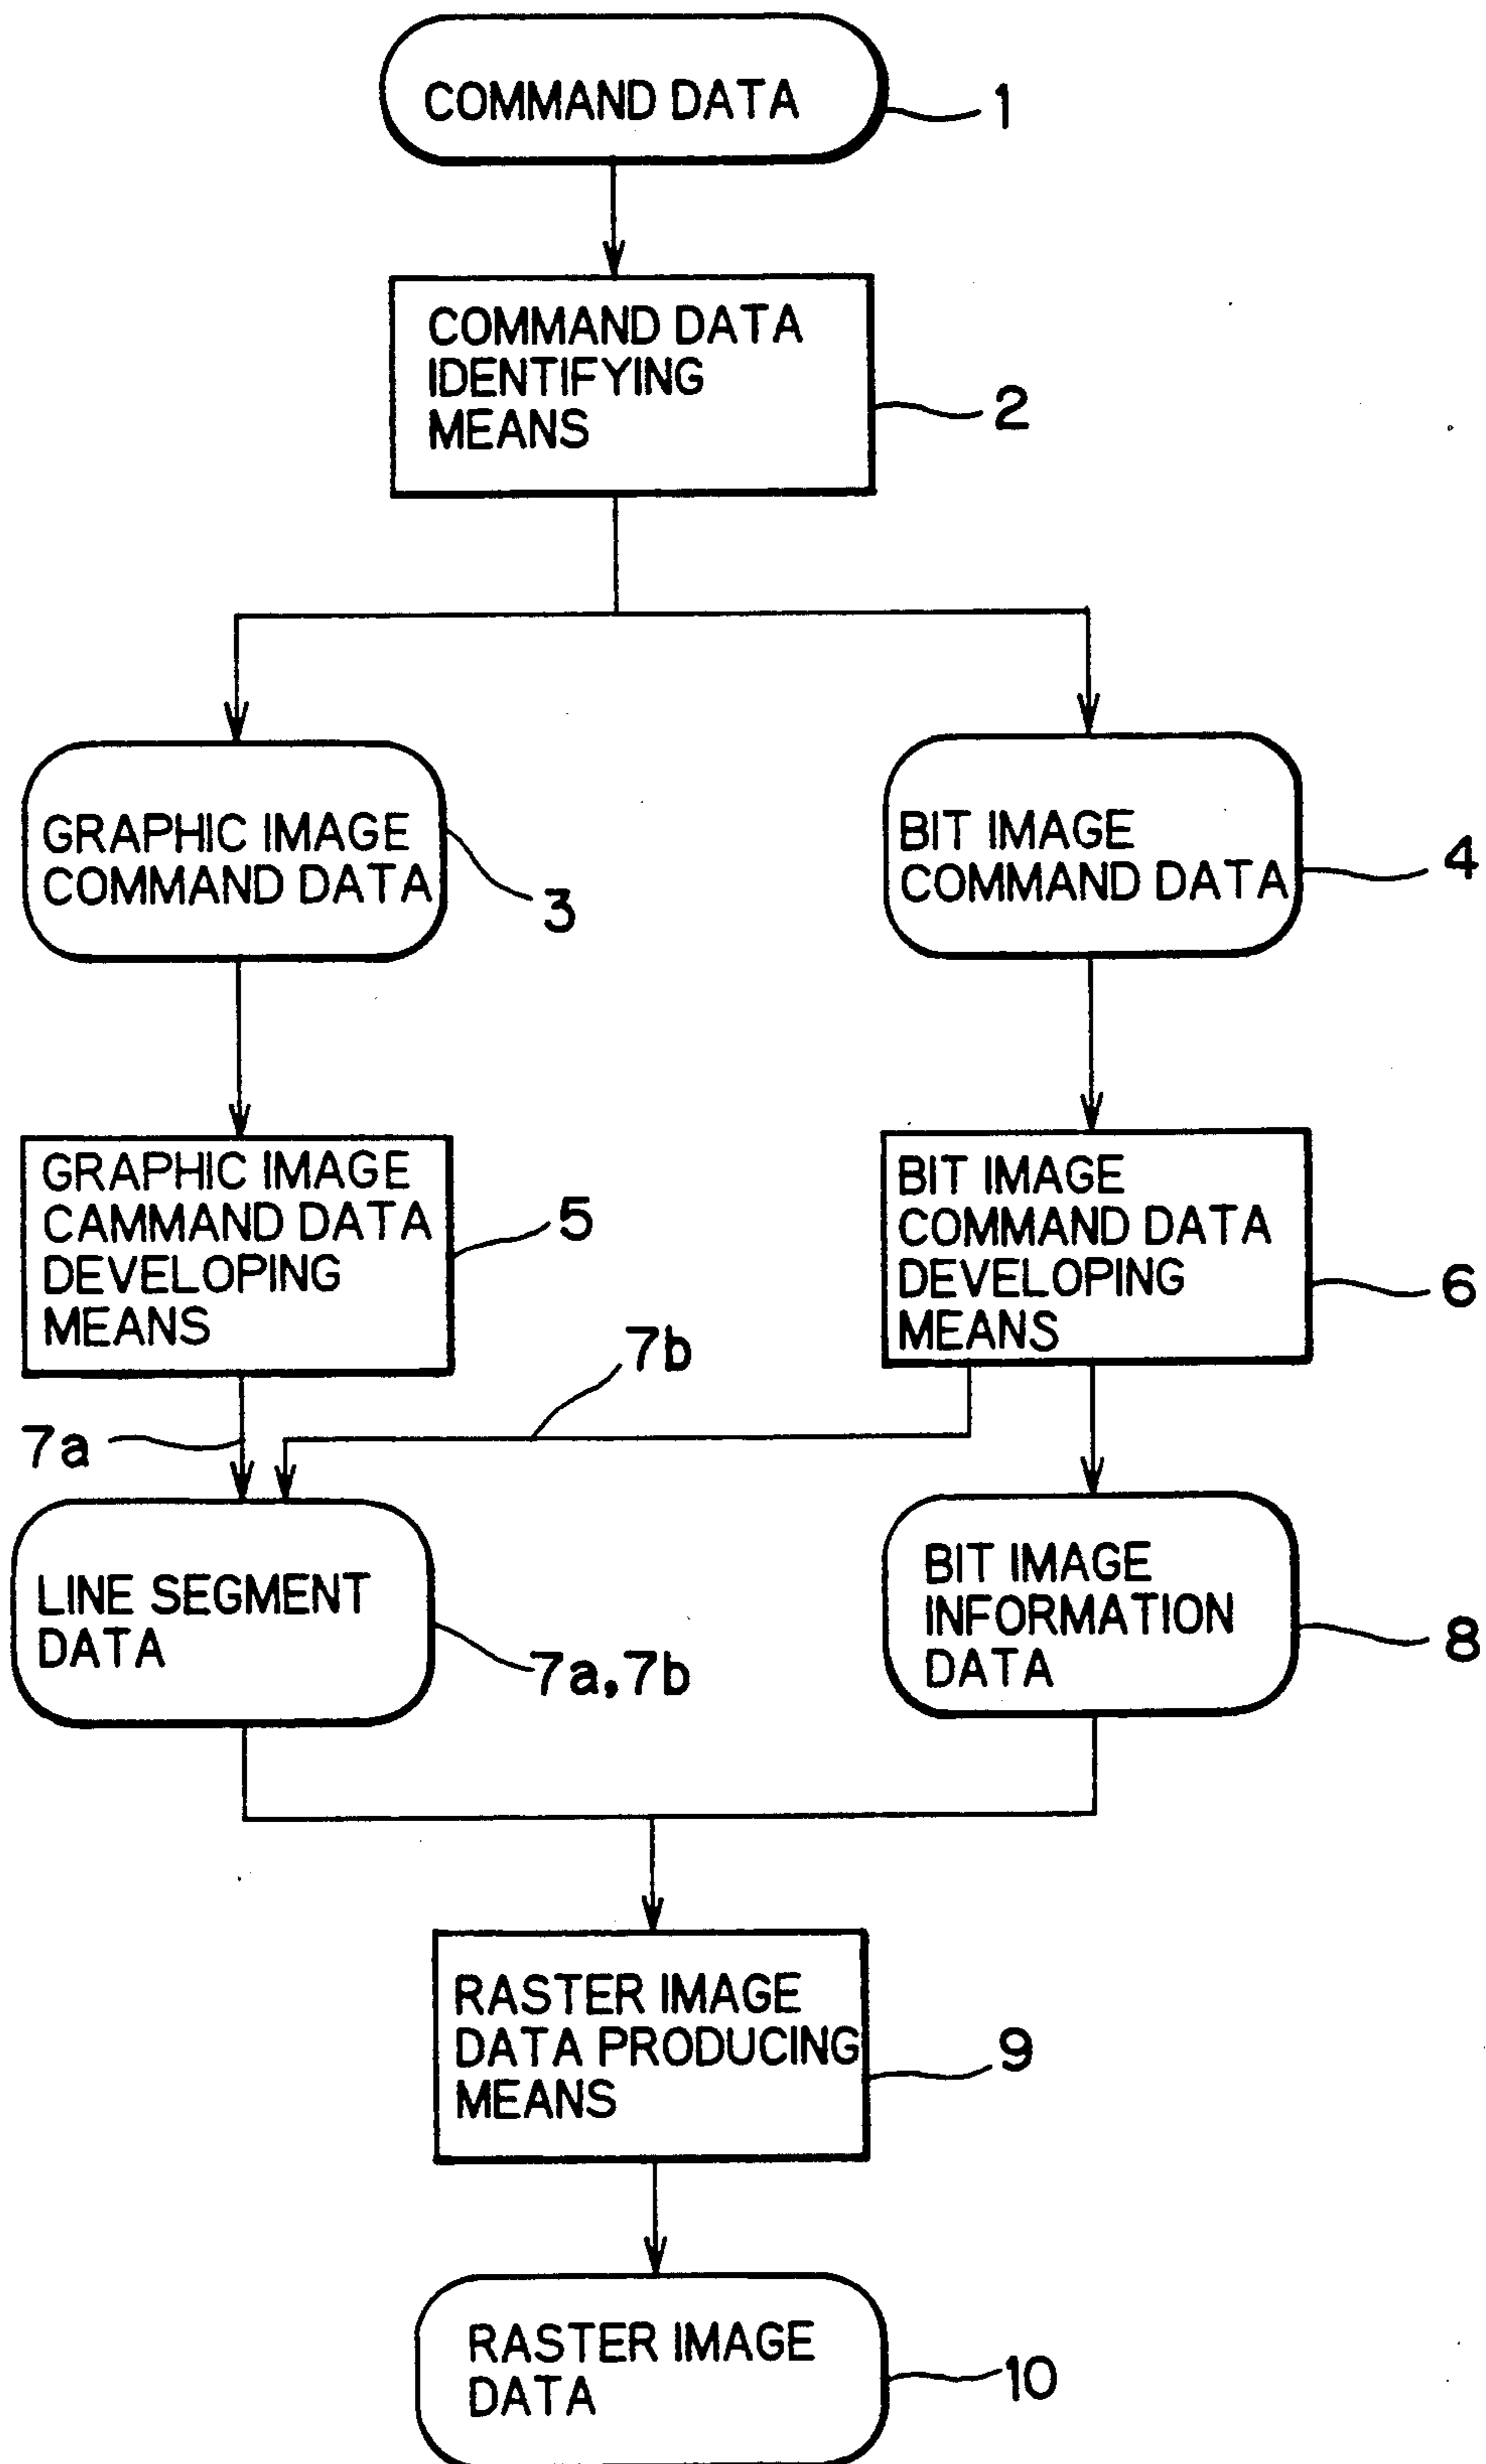 COMMAND DATA
1
COMMAND DATA
IDENTIFYING
MEANS
2
GRAPHIC IMAGE
COMMAND DATA
3
BIT IMAGE
COMMAND DATA
4
GRAPHIC IMAGE
CAMMAND DATA
DEVELOPING
MEANS
5
BIT IMAGE
COMMAND DATA
DEVELOPING
MEANS
6
7a
7b
LINE SEGMENT
DATA
7a,7b
BIT IMAGE
INFORMATION
DATA
8
RASTER IMAGE
DATA PRODUCING
MEANS
9
RASTER IMAGE
DATA
10